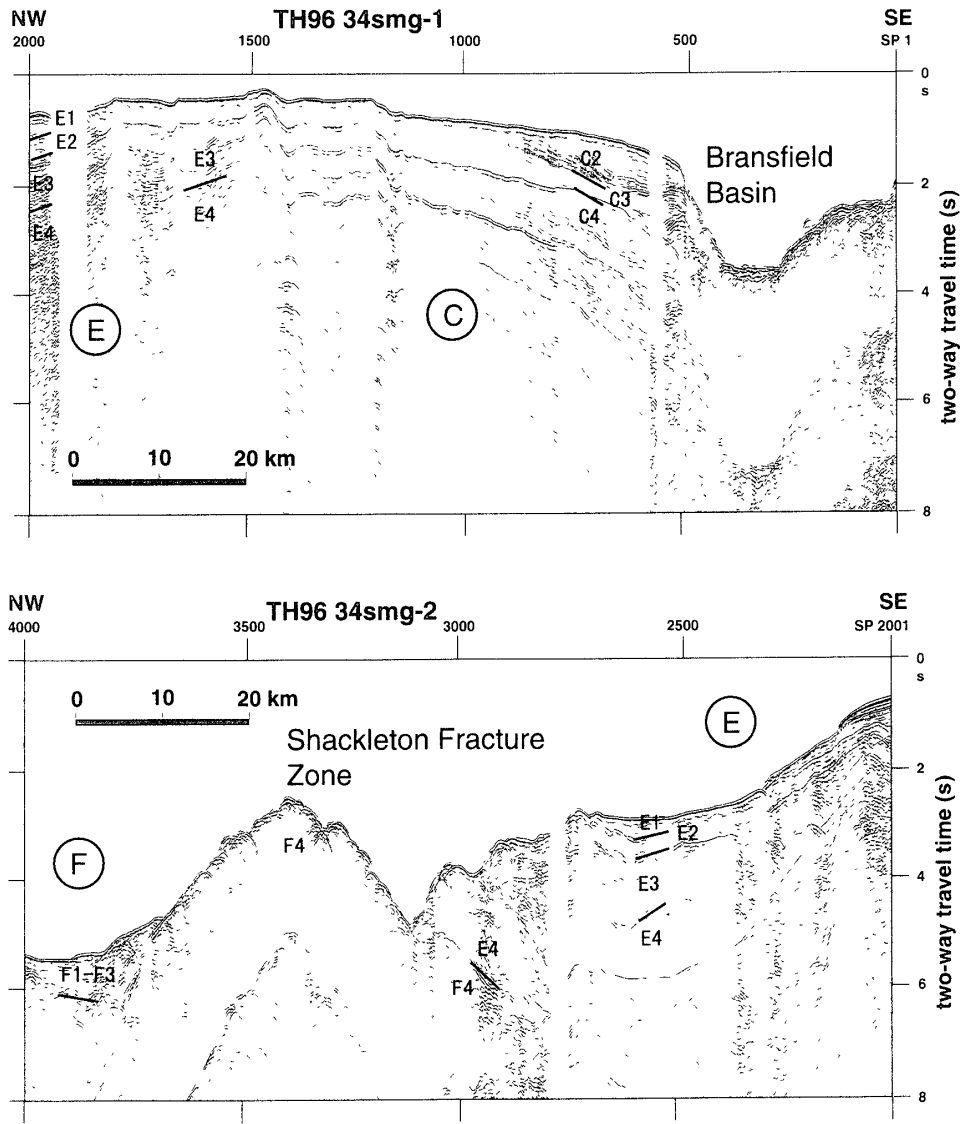 TH96 34smg-1
NW
SE
2000
1500
1000
500
SP 1
0
s
E1
E2
E3
E4
E3
E4
C2
C3
C4
Bransfield
Basin
2
4
6
8
two-way travel time (s)
E
C
0 10 20 km
TH96 34smg-2
NW
SE
4000
3500
3000
2500
SP 2001
0
s
0 10 20 km
E
Shackleton Fracture
Zone
2
4
6
8
two-way travel time (s)
F
F4
E1
E2
E3
E4
E4
F4
F1-F3